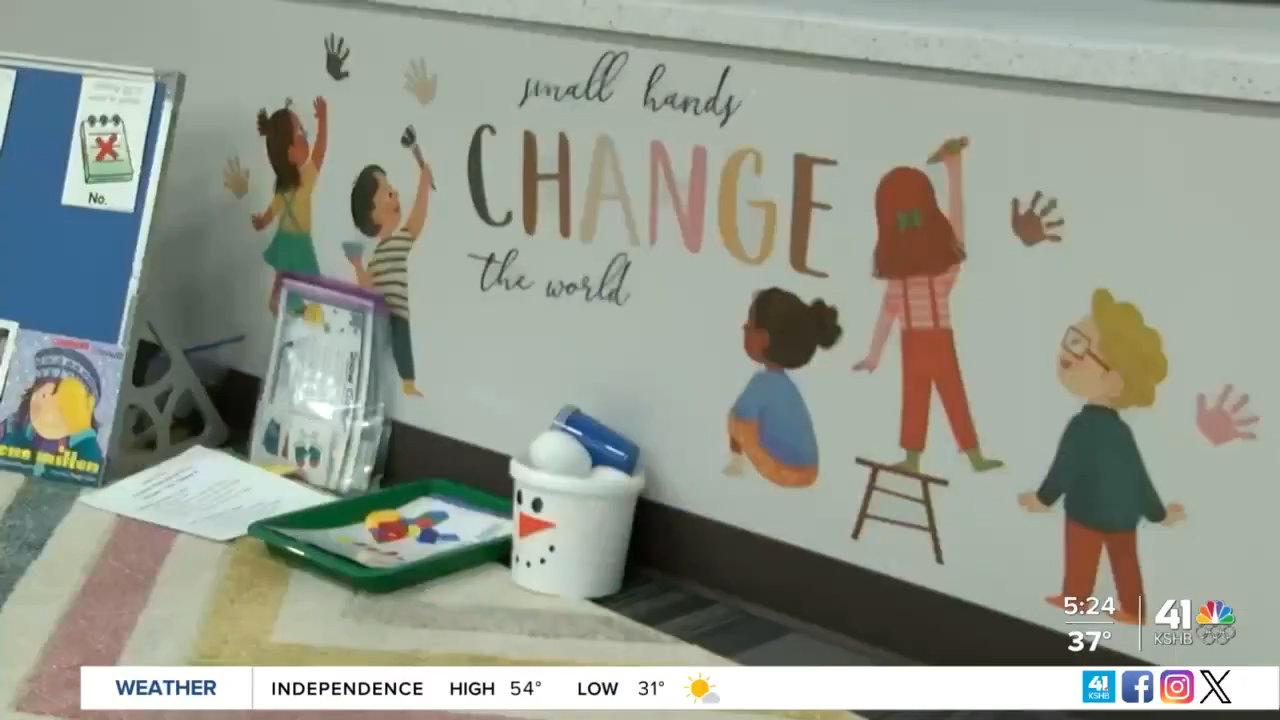 small hands
CHANGE
the world
No.
5:24
37°
41
KSHB
WEATHER
INDEPENDENCE HIGH 54° LOW 31°
41
KSHB